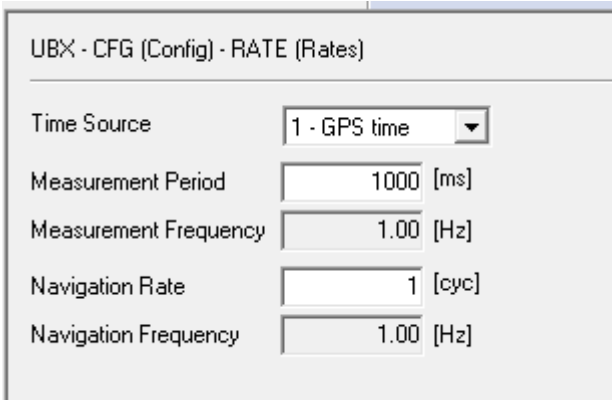 UBX - CFG (Config) - RATE (Rates)
Time Source 1 - GPS time
Measurement Period 1000 [ms]
Measurement Frequency 1.00 [Hz]
Navigation Rate 1 [cyc]
Navigation Frequency 1.00 [Hz]